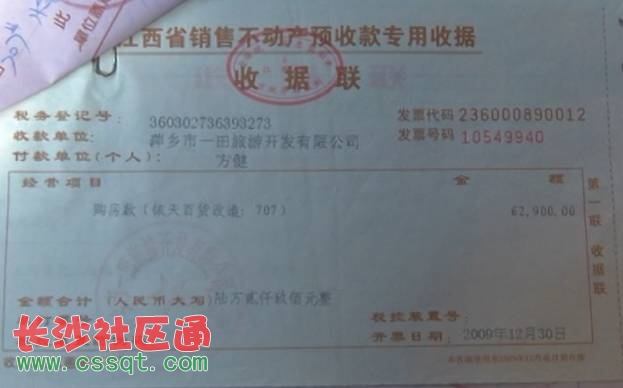 江西省销售不动产预收款专用收据
收据联
税务登记号: 360302736393273
发票代码 236000890012
收款单位: 萍乡市一田旅游开发有限公司
发票号码 10549940
付款单位(个人): 方健
经营项目 金额
购房款(依天百货改造: 707) 62,900.00
第一联 收据联
金额合计(人民币大写) 陆万贰仟玖佰元整
税控装置号:
开票日期: 2009年12月30日
长沙社区通
www.cssqt.com